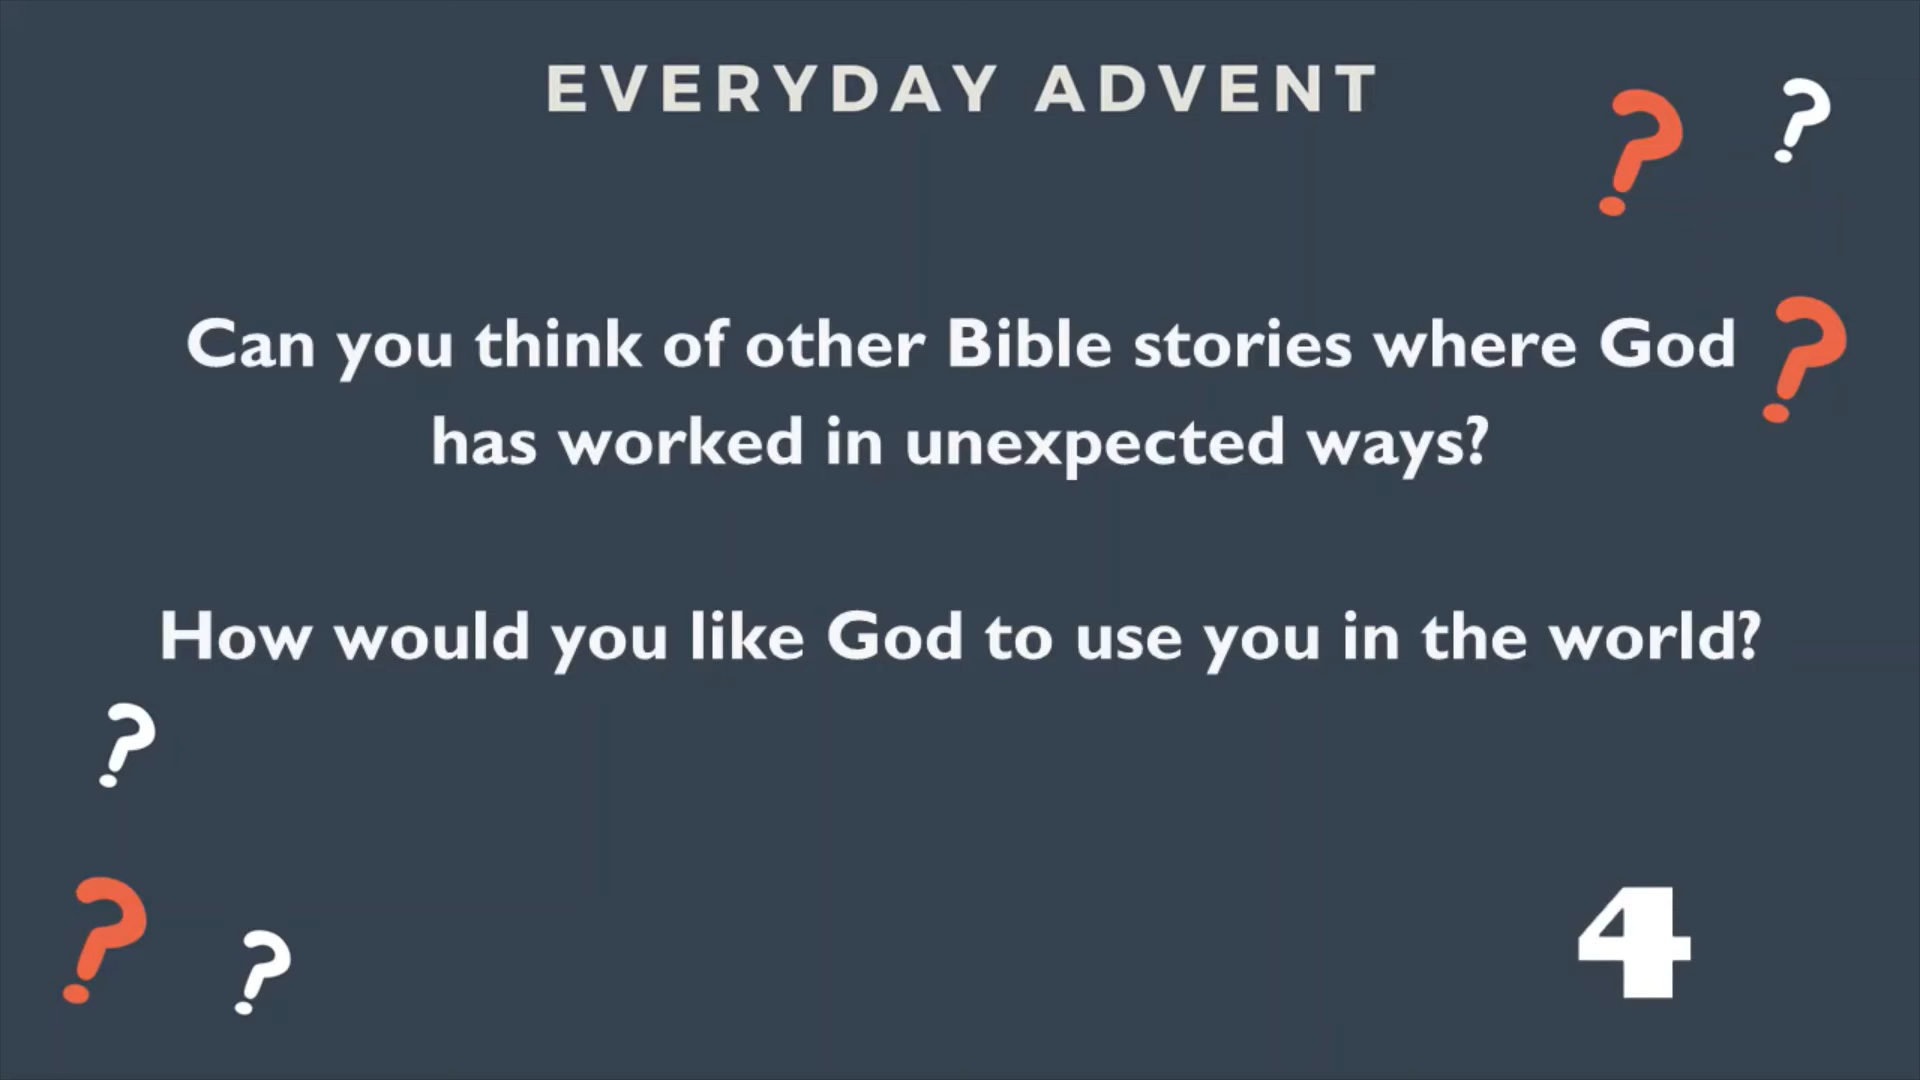 EVERYDAY ADVENT
Can you think of other Bible stories where God
has worked in unexpected ways?
How would you like God to use you in the world?
4